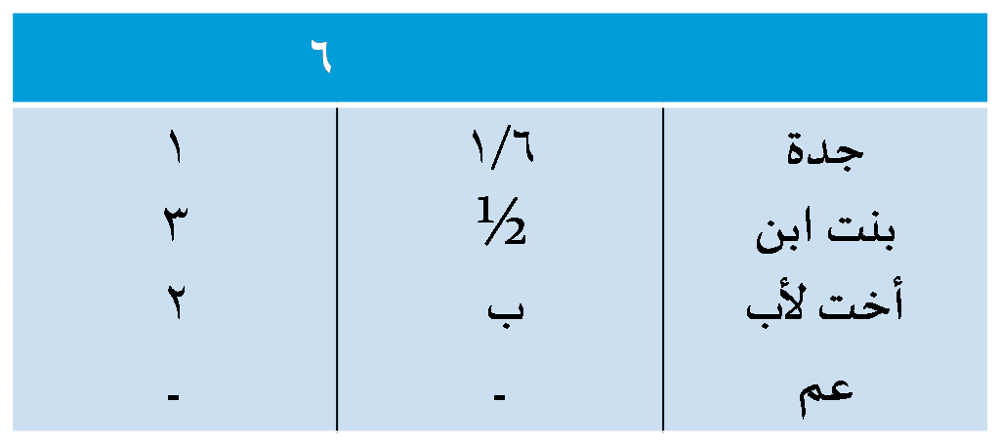 ٦
جدة ١/٦ ١
بنت ابن ½ ٣
أخت لأب ب ٢
عم - -